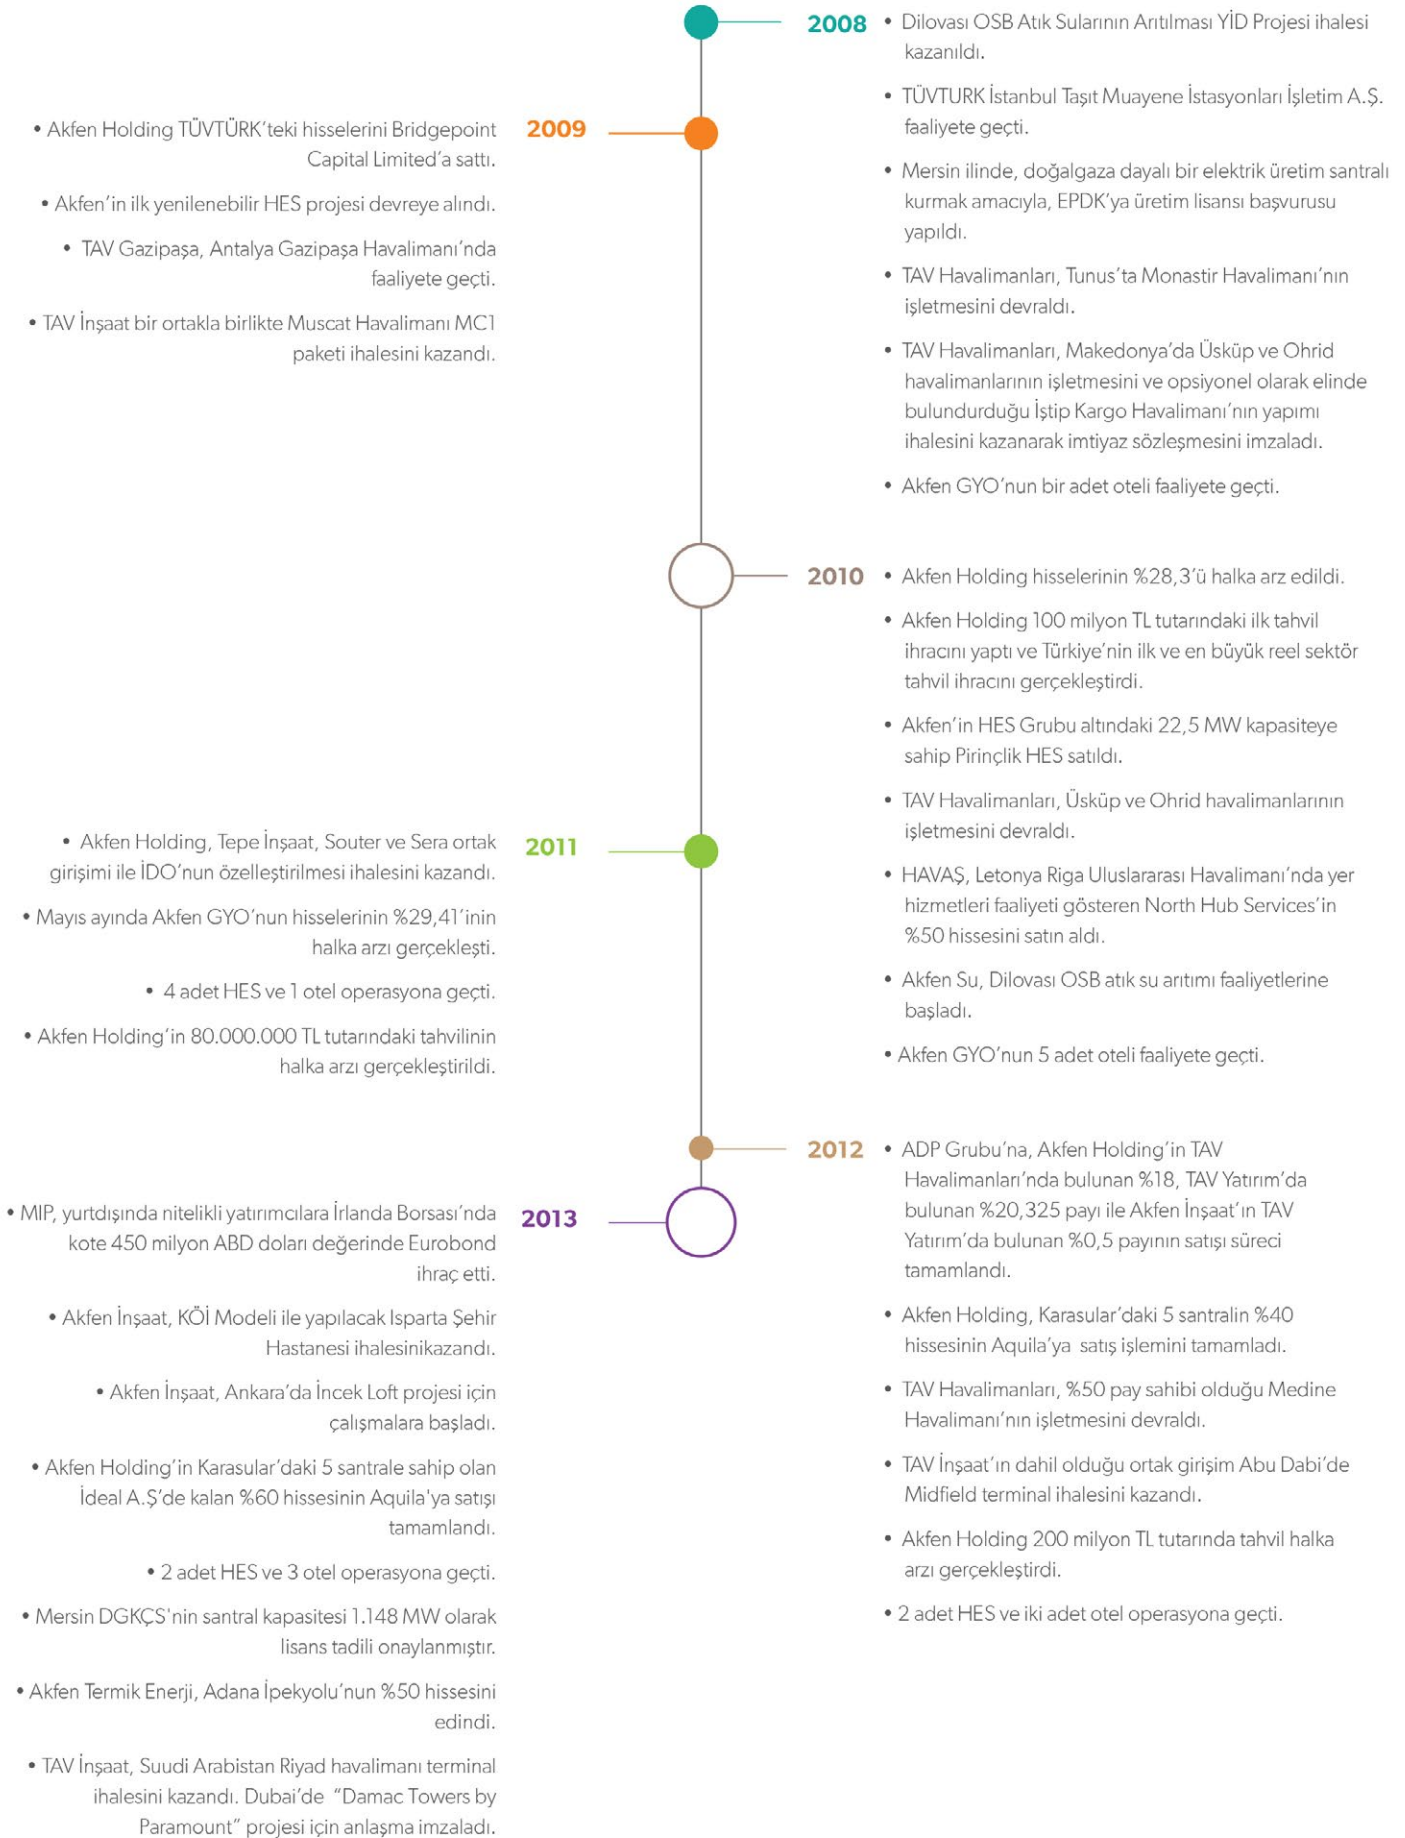 2008
• Dilovası OSB Atık Sularının Arıtılması YİD Projesi ihalesi
kazanıldı.
• TÜVTURK İstanbul Taşıt Muayene İstasyonları İşletim A.Ş.
faaliyete geçti.
• Mersin ilinde, doğalgaza dayalı bir elektrik üretim santralı
kurmak amacıyla, EPDK’ya üretim lisansı başvurusu
yapıldı.
• TAV Havalimanları, Tunus’ta Monastir Havalimanı’nın
işletmesini devraldı.
• TAV Havalimanları, Makedonya’da Üsküp ve Ohrid
havalimanlarının işletmesini ve opsiyonel olarak elinde
bulundurduğu İştip Kargo Havalimanı’nın yapımı
ihalesini kazanarak imtiyaz sözleşmesini imzaladı.
• Akfen GYO’nun bir adet oteli faaliyete geçti.
2009
• Akfen Holding TÜVTÜRK’teki hisselerini Bridgepoint
Capital Limited’a sattı.
• Akfen’in ilk yenilenebilir HES projesi devreye alındı.
• TAV Gazipaşa, Antalya Gazipaşa Havalimanı’nda
faaliyete geçti.
• TAV İnşaat bir ortakla birlikte Muscat Havalimanı MC1
paketi ihalesini kazandı.
2010
• Akfen Holding hisselerinin %28,3’ü halka arz edildi.
• Akfen Holding 100 milyon TL tutarındaki ilk tahvil
ihracını yaptı ve Türkiye’nin ilk ve en büyük reel sektör
tahvil ihracını gerçekleştirdi.
• Akfen’in HES Grubu altındaki 22,5 MW kapasiteye
sahip Pirinçlik HES satıldı.
• TAV Havalimanları, Üsküp ve Ohrid havalimanlarının
işletmesini devraldı.
• HAVAŞ, Letonya Riga Uluslararası Havalimanı’nda yer
hizmetleri faaliyeti gösteren North Hub Services’in
%50 hissesini satın aldı.
• Akfen Su, Dilovası OSB atık su arıtımı faaliyetlerine
başladı.
• Akfen GYO’nun 5 adet oteli faaliyete geçti.
2011
• Akfen Holding, Tepe İnşaat, Souter ve Sera ortak
girişimi ile İDO’nun özelleştirilmesi ihalesini kazandı.
• Mayıs ayında Akfen GYO’nun hisselerinin %29,41’inin
halka arzı gerçekleşti.
• 4 adet HES ve 1 otel operasyona geçti.
• Akfen Holding’in 80.000.000 TL tutarındaki tahvilinin
halka arzı gerçekleştirildi.
2012
• ADP Grubu’na, Akfen Holding’in TAV
Havalimanları’nda bulunan %18, TAV Yatırım’da
bulunan %20,325 payı ile Akfen İnşaat’ın TAV
Yatırım’da bulunan %0,5 payının satışı süreci
tamamlandı.
• Akfen Holding, Karasular’daki 5 santralin %40
hissesinin Aquila’ya satış işlemini tamamladı.
• TAV Havalimanları, %50 pay sahibi olduğu Medine
Havalimanı’nın işletmesini devraldı.
• TAV İnşaat’ın dahil olduğu ortak girişim Abu Dabi’de
Midfield terminal ihalesini kazandı.
• Akfen Holding 200 milyon TL tutarında tahvil halka
arzı gerçekleştirdi.
• 2 adet HES ve iki adet otel operasyona geçti.
2013
• MIP, yurtdışında nitelikli yatırımcılara İrlanda Borsası’nda
kote 450 milyon ABD doları değerinde Eurobond
ihraç etti.
• Akfen İnşaat, KÖİ Modeli ile yapılacak Isparta Şehir
Hastanesi ihalesinikazandı.
• Akfen İnşaat, Ankara’da İncek Loft projesi için
çalışmalara başladı.
• Akfen Holding’in Karasular’daki 5 santrale sahip olan
İdeal A.Ş’de kalan %60 hissesinin Aquila'ya satışı
tamamlandı.
• 2 adet HES ve 3 otel operasyona geçti.
• Mersin DGKÇS'nin santral kapasitesi 1.148 MW olarak
lisans tadili onaylanmıştır.
• Akfen Termik Enerji, Adana İpekyolu’nun %50 hissesini
edindi.
• TAV İnşaat, Suudi Arabistan Riyad havalimanı terminal
ihalesini kazandı. Dubai’de “Damac Towers by
Paramount” projesi için anlaşma imzaladı.